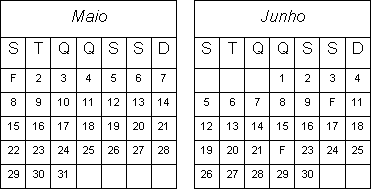 Maio
S T Q Q S S D
F 2 3 4 5 6 7
8 9 10 11 12 13 14
15 16 17 18 19 20 21
22 23 24 25 26 27 28
29 30 31
Junho
S T Q Q S S D
1 2 3 4
5 6 7 8 9 F 11
12 13 14 15 16 17 18
19 20 21 F 23 24 25
26 27 28 29 30